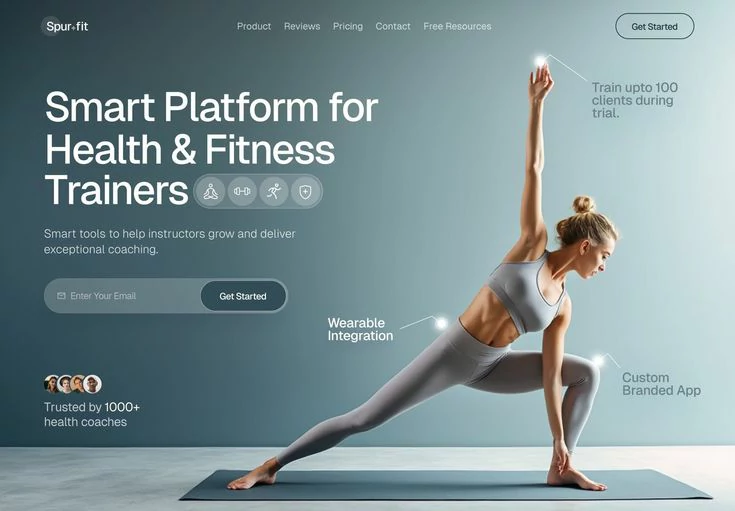 Spur+fit
Product Reviews Pricing Contact Free Resources
Get Started
Smart Platform for
Health & Fitness
Trainers
Smart tools to help instructors grow and deliver
exceptional coaching.
Enter Your Email
Get Started
Trusted by 1000+
health coaches
Train upto 100
clients during
trial.
Wearable
Integration
Custom
Branded App